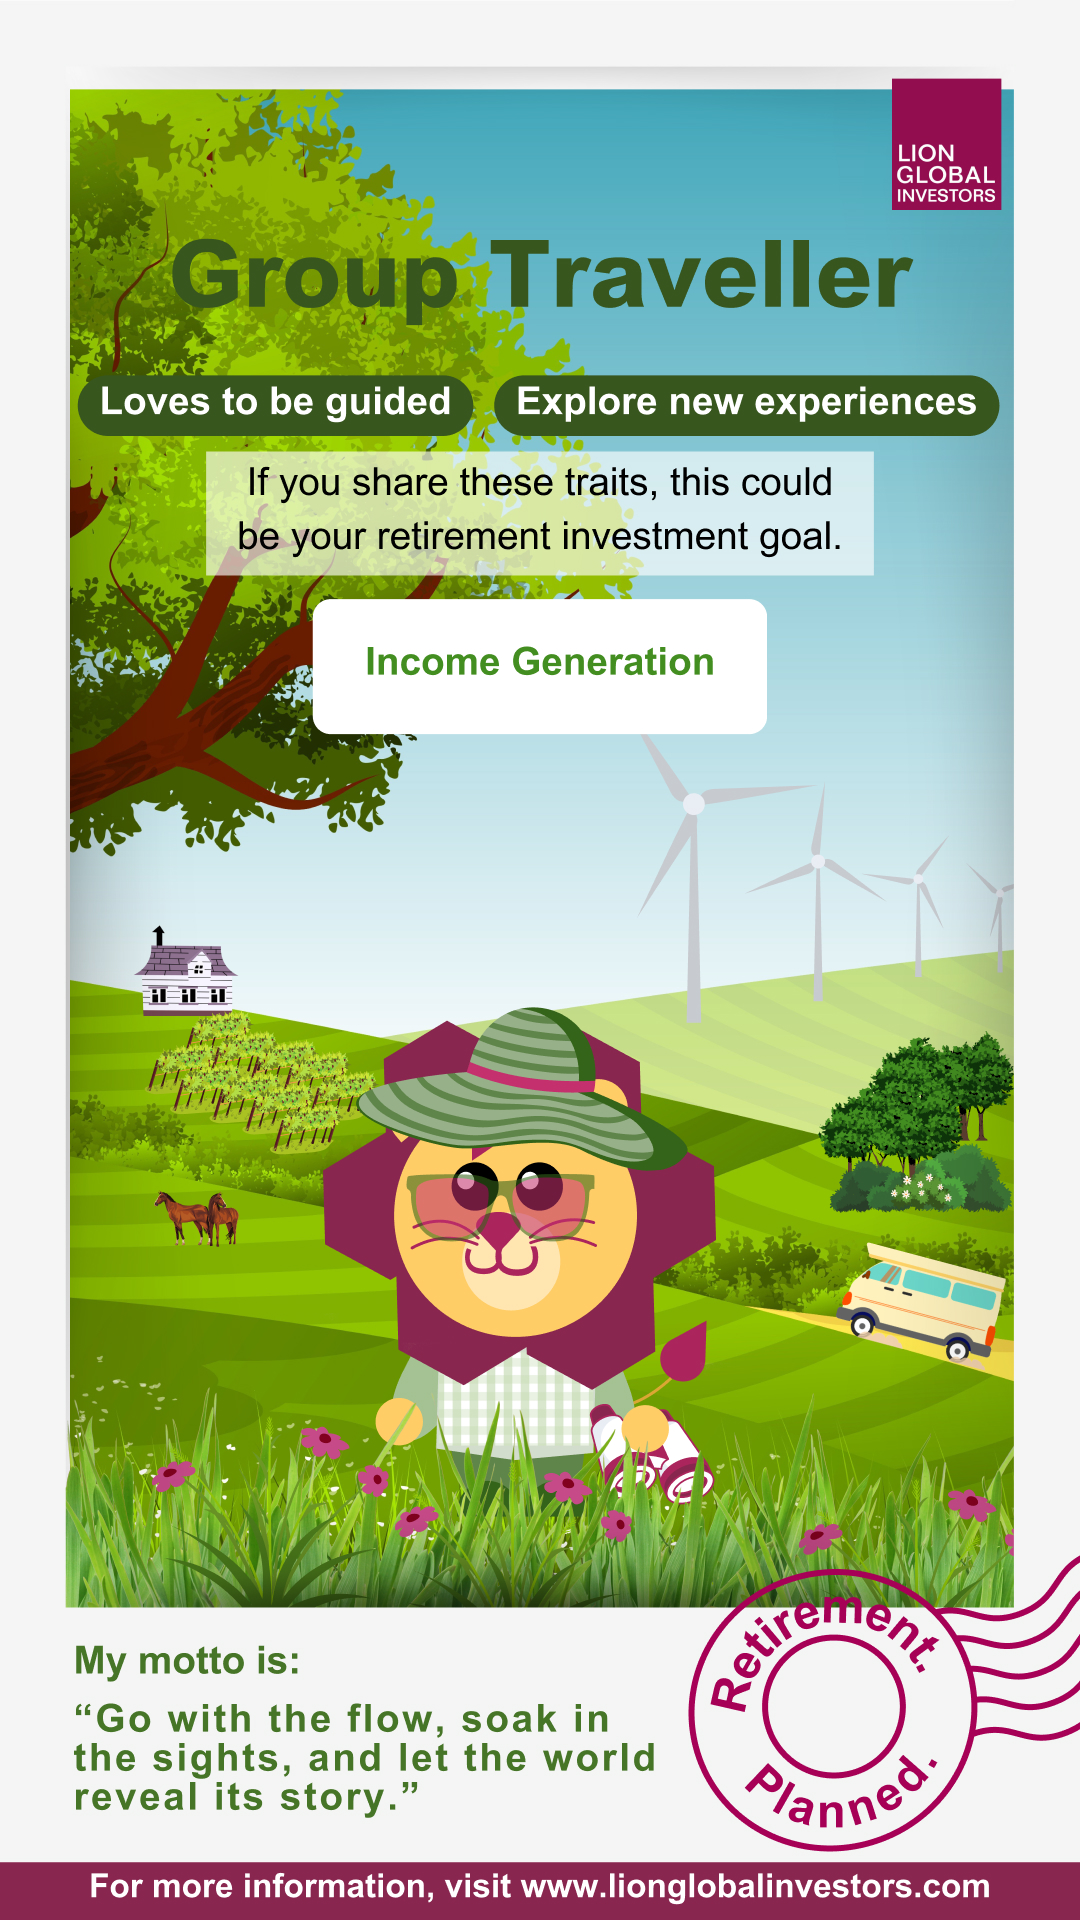 LION
GLOBAL
INVESTORS
Group Traveller
Loves to be guided
Explore new experiences
If you share these traits, this could
be your retirement investment goal.
Income Generation
My motto is:
“Go with the flow, soak in
the sights, and let the world
reveal its story.”
Retirement.
Planned.
For more information, visit www.lionglobalinvestors.com